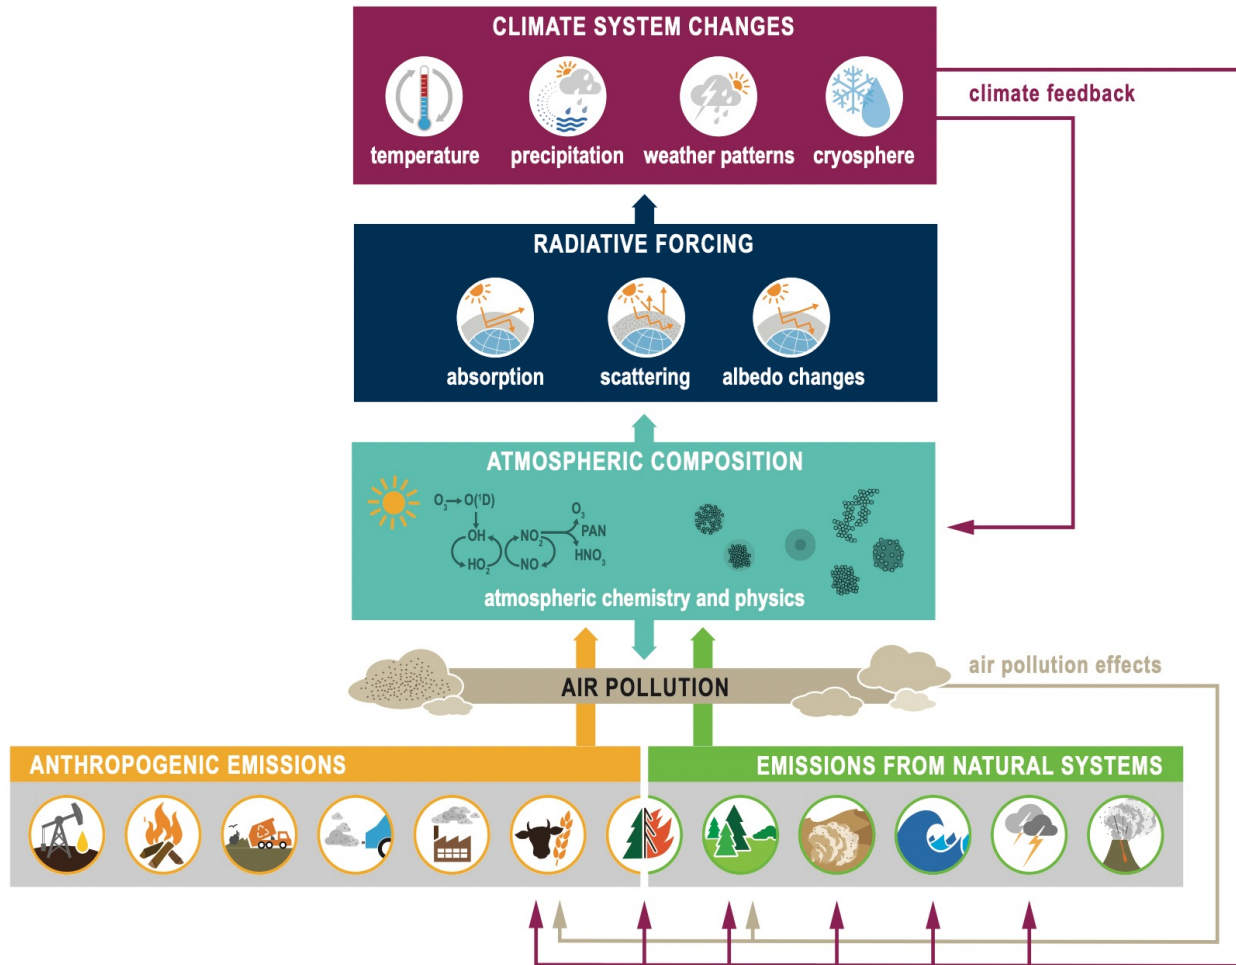 CLIMATE SYSTEM CHANGES
temperature
precipitation
weather patterns
cryosphere
climate feedback
RADIATIVE FORCING
absorption
scattering
albedo changes
ATMOSPHERIC COMPOSITION
O₃ O(¹D)
OH
HO₂
NO₂
NO
O₃
PAN
HNO₃
atmospheric chemistry and physics
AIR POLLUTION
air pollution effects
ANTHROPOGENIC EMISSIONS
EMISSIONS FROM NATURAL SYSTEMS